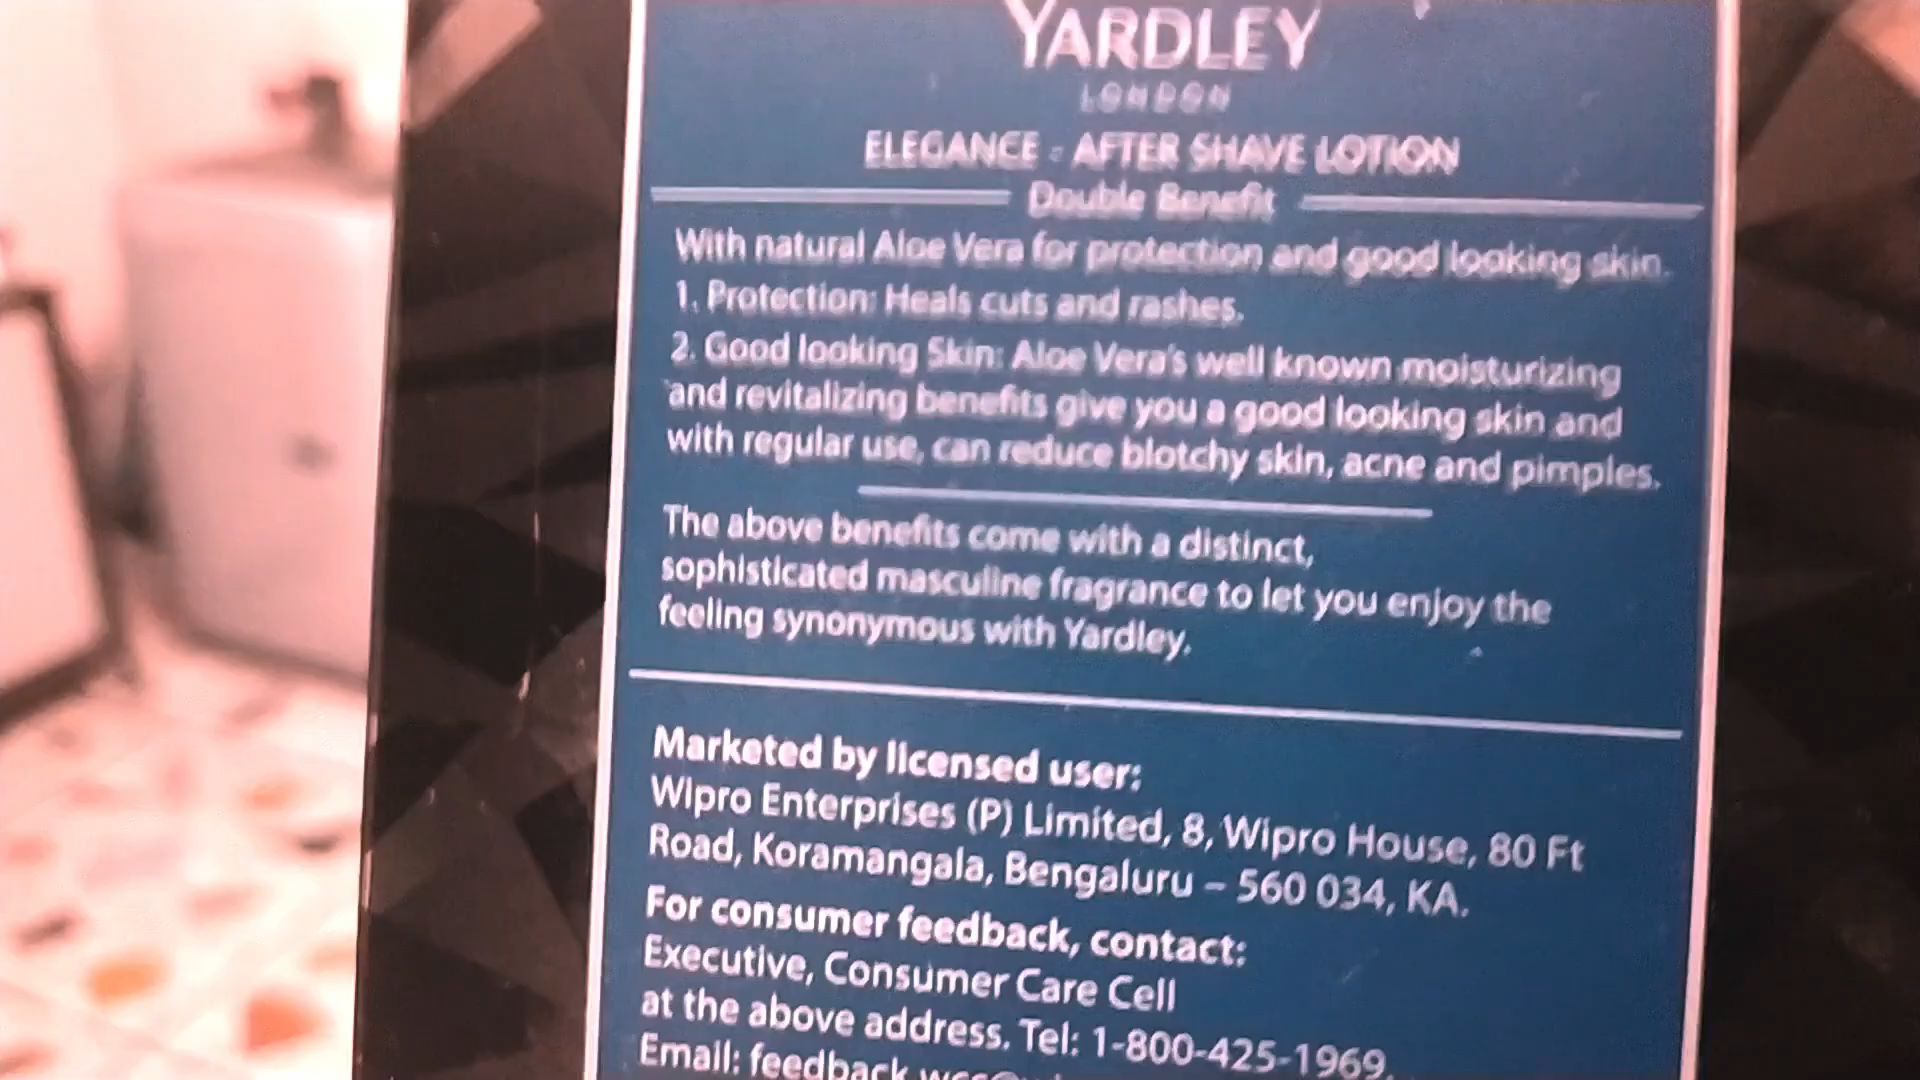 YARDLEY
LONDON
ELEGANCE - AFTER SHAVE LOTION
Double Benefit
With natural Aloe Vera for protection and good looking skin.
1. Protection: Heals cuts and rashes.
2. Good looking Skin: Aloe Vera's well known moisturizing
and revitalizing benefits give you a good looking skin and
with regular use, can reduce blotchy skin, acne and pimples.
The above benefits come with a distinct,
sophisticated masculine fragrance to let you enjoy the
feeling synonymous with Yardley.
Marketed by licensed user:
Wipro Enterprises (P) Limited, 8, Wipro House, 80 Ft
Road, Koramangala, Bengaluru – 560 034, KA.
For consumer feedback, contact:
Executive, Consumer Care Cell
at the above address. Tel: 1-800-425-1969.
Email: